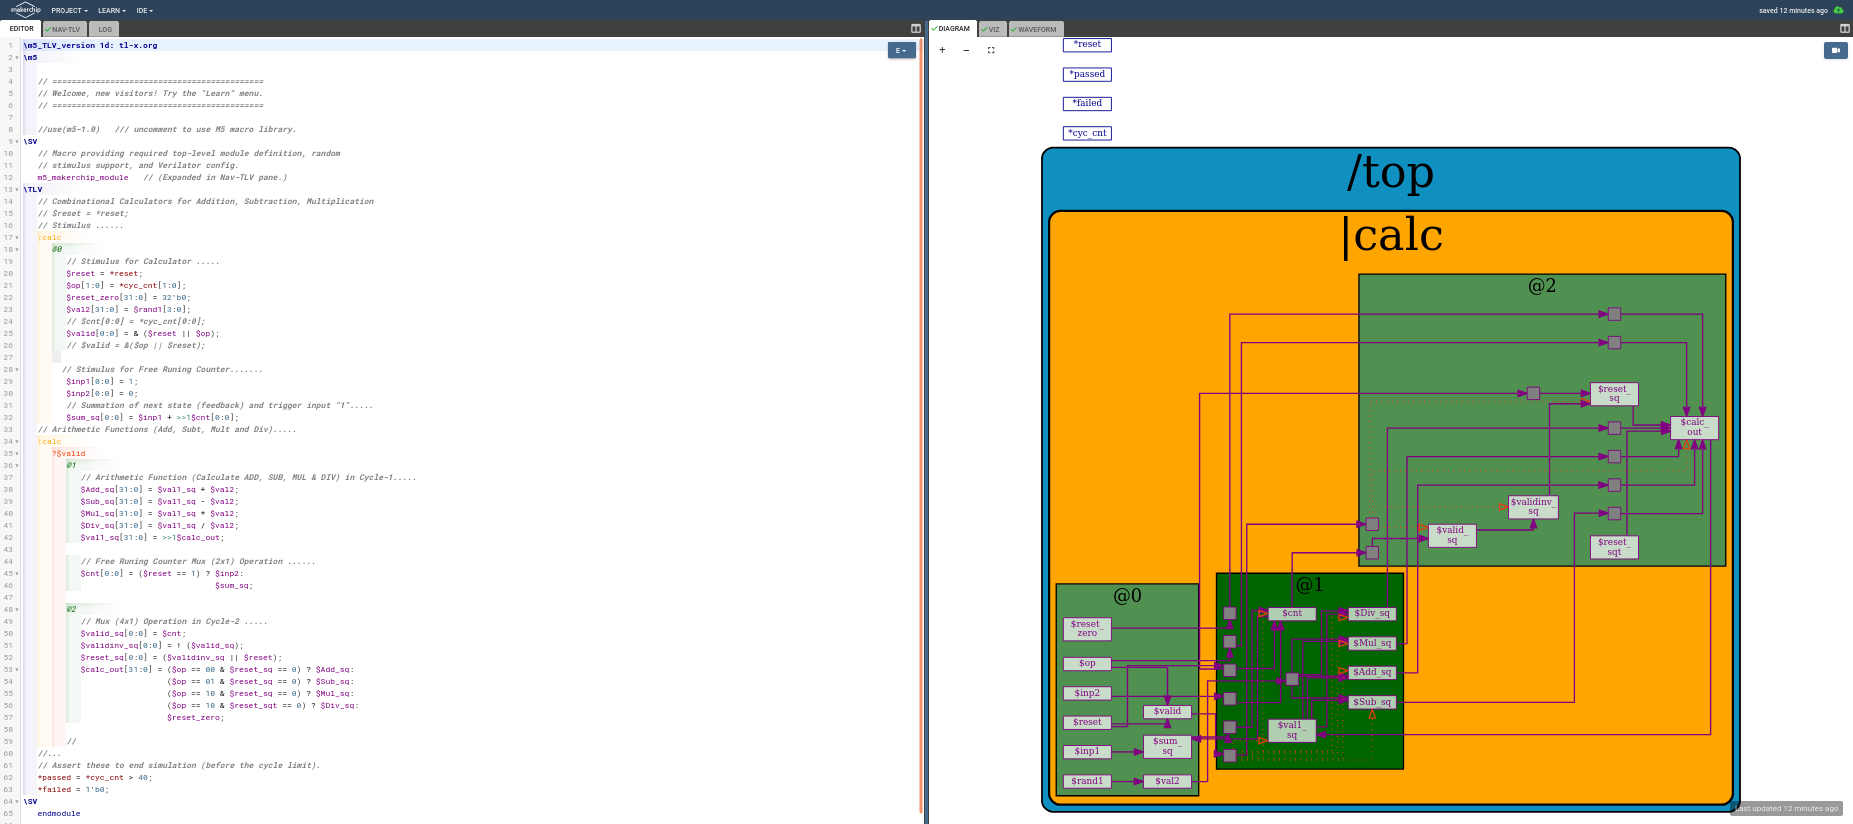 makerchip PROJECT LEARN IDE saved 12 minutes ago
EDITOR NAV-TLV LOG
E
1 \m5_TLV_version 1d: tl-x.org
2 \m5
3
4 // ============================================
5 // Welcome, new visitors! Try the "Learn" menu.
6 // ============================================
7
8 //use(m5-1.0) /// uncomment to use M5 macro library.
9 \SV
10 // Macro providing required top-level module definition, random
11 // stimulus support, and Verilator config.
12 m5_makerchip_module // (Expanded in Nav-TLV pane.)
13 \TLV
14 // Combinational Calculators for Addition, Subtraction, Multiplication
15 // $reset = *reset;
16 // Stimulus ......
17 |calc
18 @0
19 // Stimulus for Calculator .....
20 $reset = *reset;
21 $op[1:0] = *cyc_cnt[1:0];
22 $reset_zero[31:0] = 32'b0;
23 $val2[31:0] = $rand1[3:0];
24 // $cnt[0:0] = *cyc_cnt[0:0];
25 $valid[0:0] = & ($reset || $op);
26 // $valid = &($op || $reset);
27
28 // Stimulus for Free Runing Counter.......
29 $inp1[0:0] = 1;
30 $inp2[0:0] = 0;
31 // Summation of next state (feedback) and trigger input "1".....
32 $sum_sq[0:0] = $inp1 + >>1$cnt[0:0];
33 // Arithmetic Functions (Add, Subt, Mult and Div).....
34 |calc
35 ?$valid
36 @1
37 // Arithmetic Function (Calculate ADD, SUB, MUL & DIV) in Cycle-1.....
38 $Add_sq[31:0] = $val1_sq + $val2;
39 $Sub_sq[31:0] = $val1_sq - $val2;
40 $Mul_sq[31:0] = $val1_sq * $val2;
41 $Div_sq[31:0] = $val1_sq / $val2;
42 $val1_sq[31:0] = >>1$calc_out;
43
44 // Free Runing Counter Mux (2x1) Operation ......
45 $cnt[0:0] = ($reset == 1) ? $inp2:
46 $sum_sq;
47
48 @2
49 // Mux (4x1) Operation in Cycle-2 .....
50 $valid_sq[0:0] = $cnt;
51 $validinv_sq[0:0] = ! ($valid_sq);
52 $reset_sq[0:0] = ($validinv_sq || $reset);
53 $calc_out[31:0] = ($op == 00 & $reset_sq == 0) ? $Add_sq:
54 ($op == 01 & $reset_sq == 0) ? $Sub_sq:
55 ($op == 10 & $reset_sq == 0) ? $Mul_sq:
56 ($op == 10 & $reset_sqt == 0) ? $Div_sq:
57 $reset_zero;
58
59 //
60 //...
61 // Assert these to end simulation (before the cycle limit).
62 *passed = *cyc_cnt > 40;
63 *failed = 1'b0;
64 \SV
65 endmodule
DIAGRAM VIZ WAVEFORM
+ −
*reset
*passed
*failed
*cyc_cnt
/top
|calc
@2
$reset_
sq
$calc_
out
$validinv_
sq
$valid_
sq
$reset_
sqt
@1
$cnt
$Div_sq
$Mul_sq
$Add_sq
$Sub_sq
$val1_
sq
@0
$reset_
zero
$op
$inp2
$valid
$reset
$sum_
sq
$inp1
$rand1
$val2
Last updated 12 minutes ago